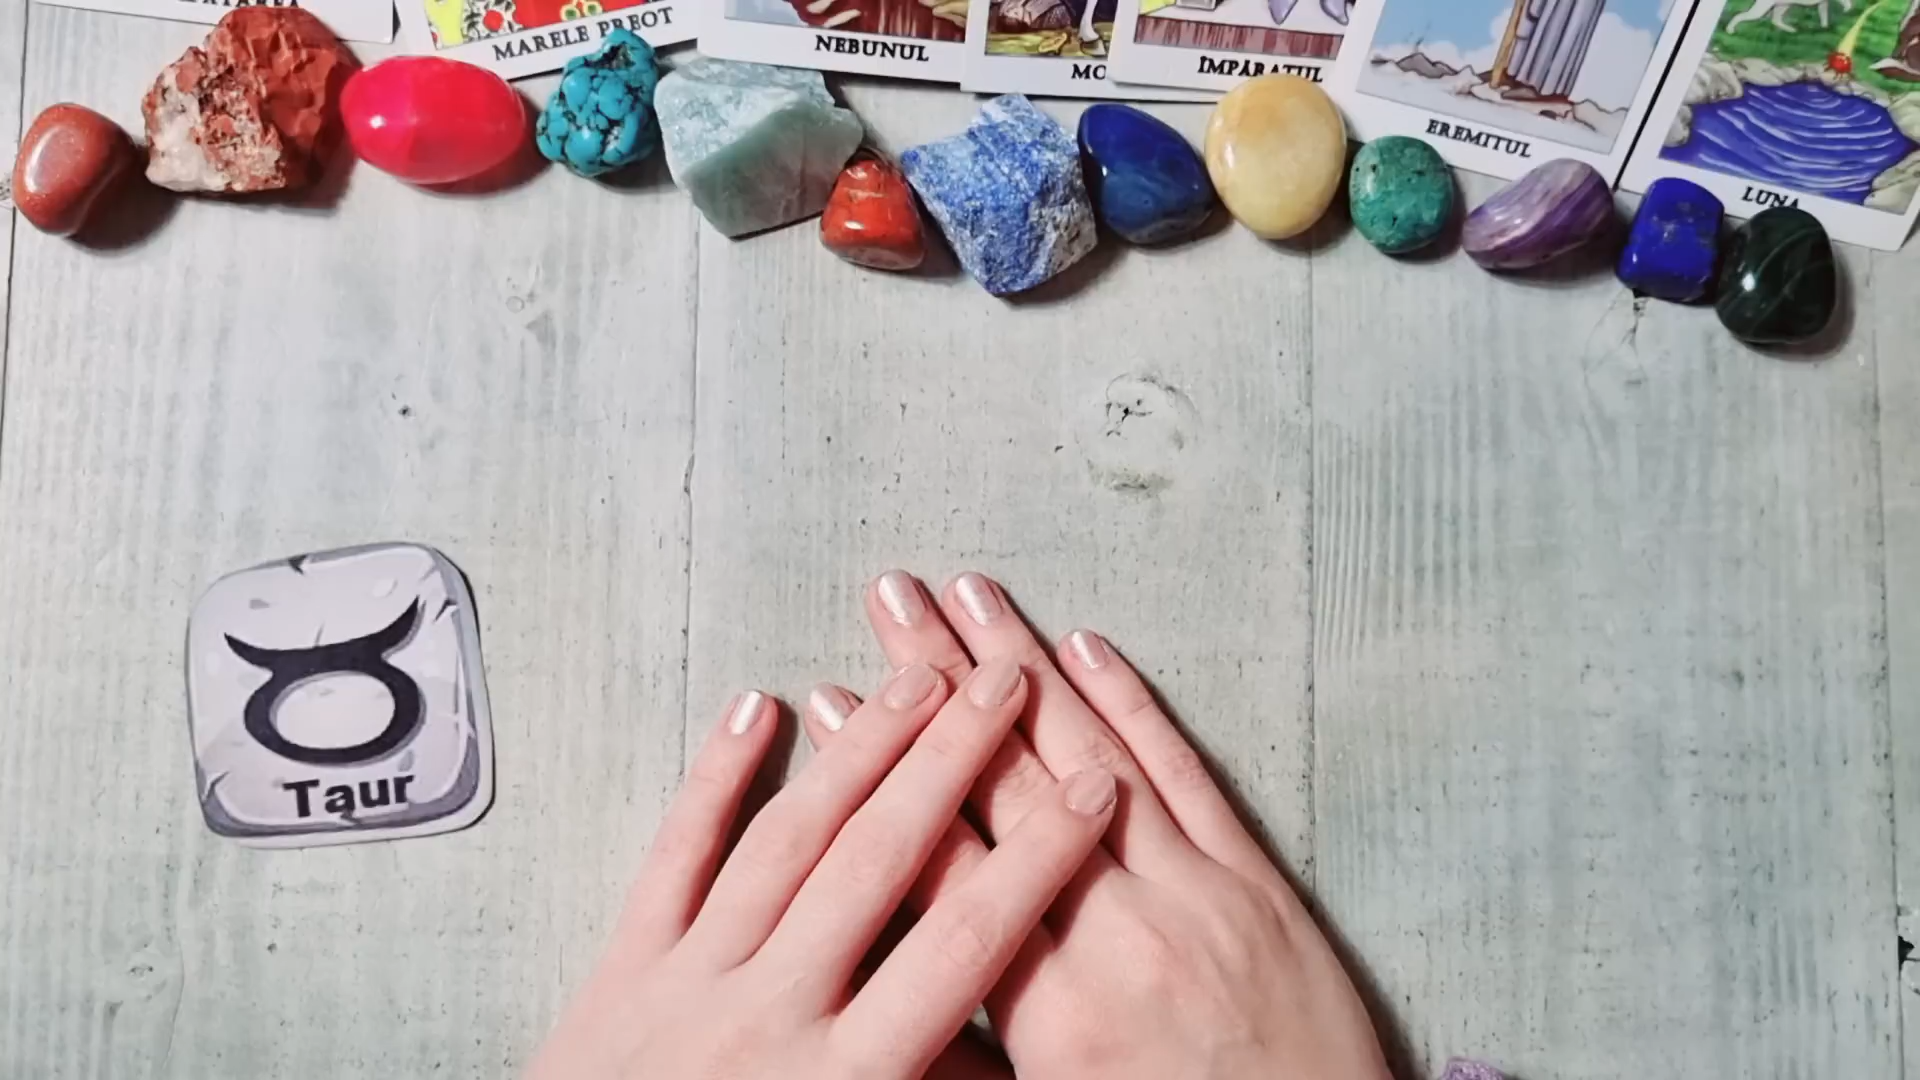 MARELE PREOT
NEBUNUL
ÎMPĂRATUL
EREMITUL
LUNA
Taur